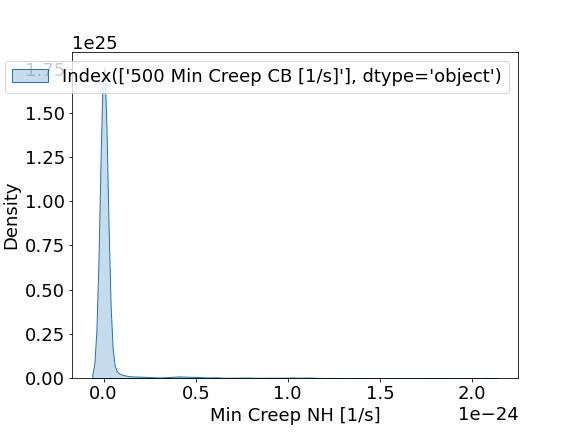 1e25
1.75
Index(['500 Min Creep CB [1/s]'], dtype='object')
1.50
1.25
1.00
0.75
0.50
0.25
0.00
Density
0.0 0.5 1.0 1.5 2.0
Min Creep NH [1/s]
1e−24